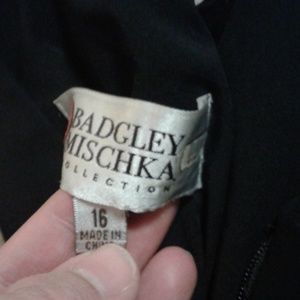 BADGLEY
MISCHKA
COLLECTION
16
MADE IN
CHINA